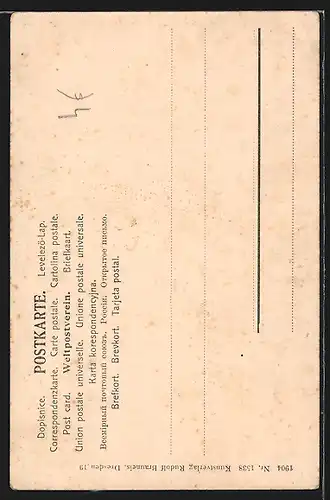 Dopisnice. POSTKARTE. Levelező-Lap.
Correspondenzkarte. Carte postale. Cartolina postale.
Post card. Weltpostverein. Briefkaart.
Union postale universelle. Unione postale universale.
Karta korespondencyjna.
Всемірный почтовый союзъ. Россія. Открытое письмо.
Brefkort. Brevkort. Tarjeta postal.
1904 Nr. 1538 Kunstverlag Rudolf Brauneis, Dresden 19